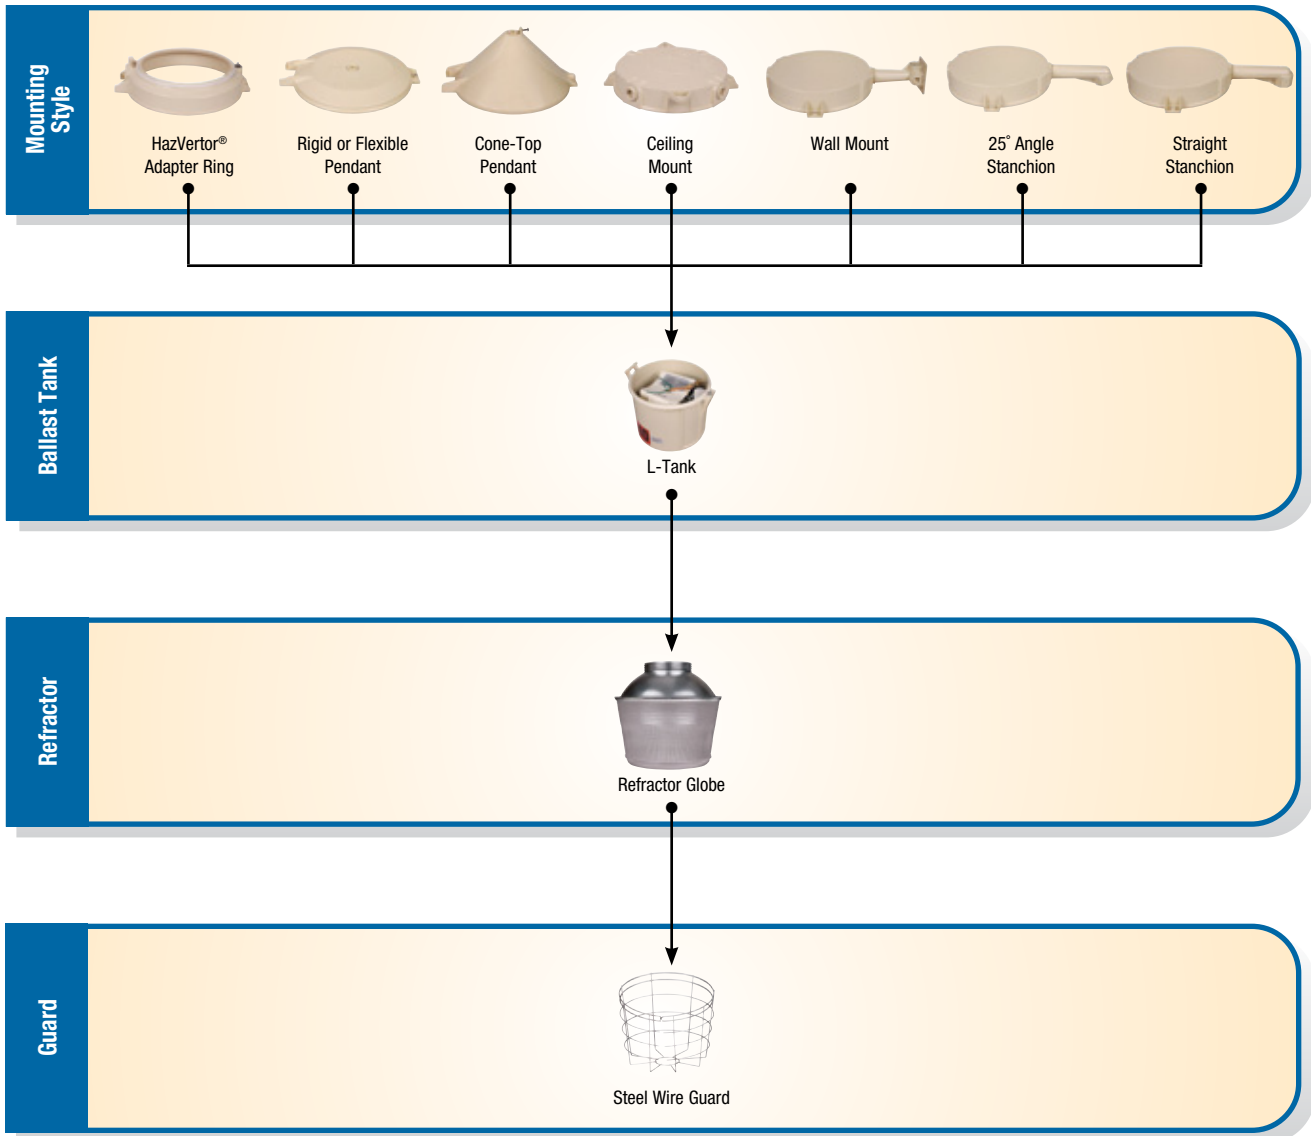 Mounting
Style
HazVertor®
Adapter Ring
Rigid or Flexible
Pendant
Cone-Top
Pendant
Ceiling
Mount
Wall Mount
25° Angle
Stanchion
Straight
Stanchion
Ballast Tank
L-Tank
Refractor
Refractor Globe
Guard
Steel Wire Guard